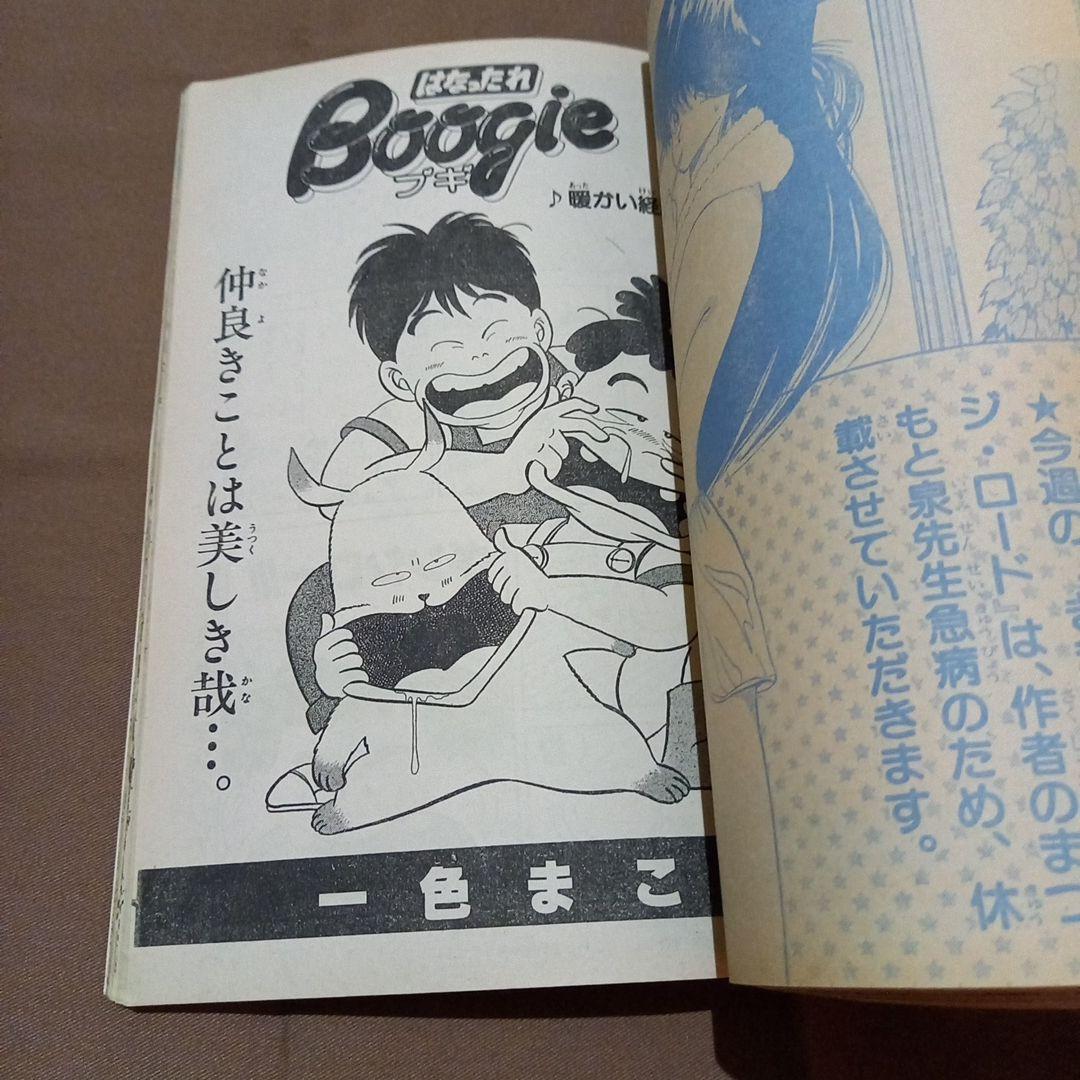 はなったれ
Boogie
ブギ
♪暖かい経
仲良きことは美しき哉…。
一色まこ
★今週の
ジ・ロード』は、作者のまつ
もと泉先生急病のため、休
載させていただきます。